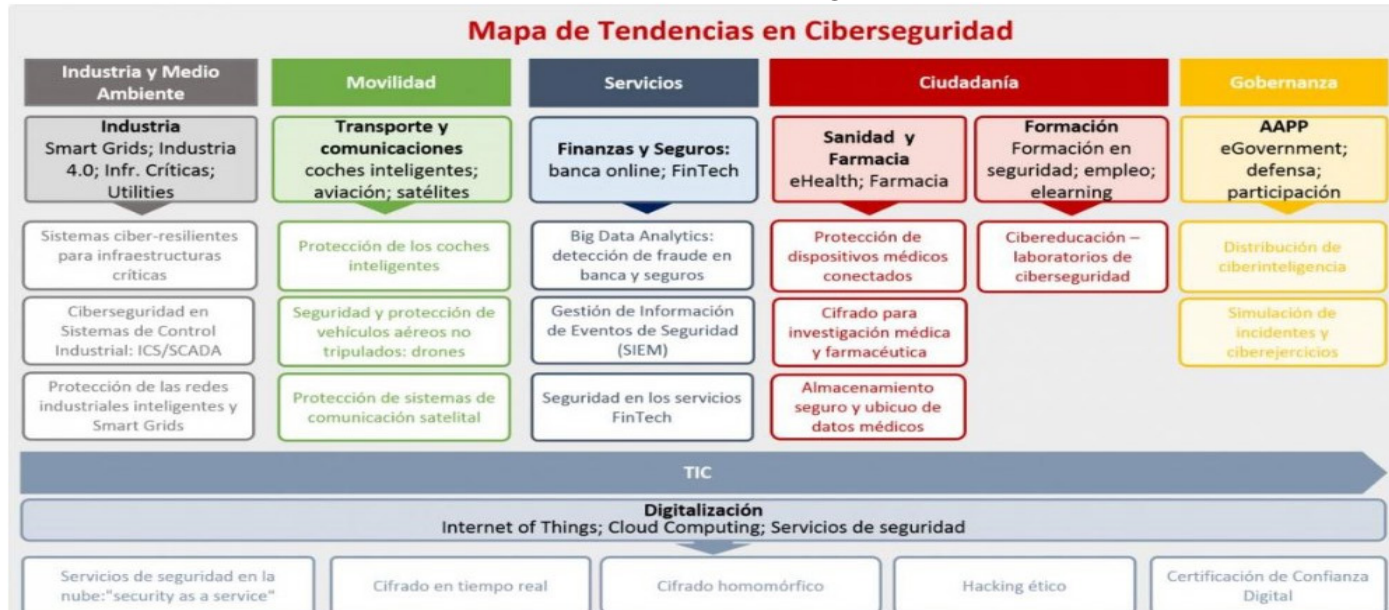 Mapa de Tendencias en Ciberseguridad
Industria y Medio
Ambiente
Movilidad
Servicios
Ciudadanía
Gobernanza
Industria
Smart Grids; Industria
4.0; Infr. Críticas;
Utilities
Transporte y
comunicaciones
coches inteligentes;
aviación; satélites
Finanzas y Seguros:
banca online; FinTech
Sanidad y
Farmacia
eHealth; Farmacia
Formación
Formación en
seguridad; empleo;
elearning
AAPP
eGovernment;
defensa;
participación
Sistemas ciber-resilientes
para infraestructuras
críticas
Protección de los coches
inteligentes
Big Data Analytics:
detección de fraude en
banca y seguros
Protección de
dispositivos médicos
conectados
Cibereducación –
laboratorios de
ciberseguridad
Distribución de
ciberinteligencia
Ciberseguridad en
Sistemas de Control
Industrial: ICS/SCADA
Seguridad y protección de
vehículos aéreos no
tripulados: drones
Gestión de Información
de Eventos de Seguridad
(SIEM)
Cifrado para
investigación médica
y farmacéutica
Simulación de
incidentes y
ciberejercicios
Protección de las redes
industriales inteligentes y
Smart Grids
Protección de sistemas de
comunicación satelital
Seguridad en los servicios
FinTech
Almacenamiento
seguro y ubicuo de
datos médicos
TIC
Digitalización
Internet of Things; Cloud Computing; Servicios de seguridad
Servicios de seguridad en la
nube:"security as a service"
Cifrado en tiempo real
Cifrado homomórfico
Hacking ético
Certificación de Confianza
Digital